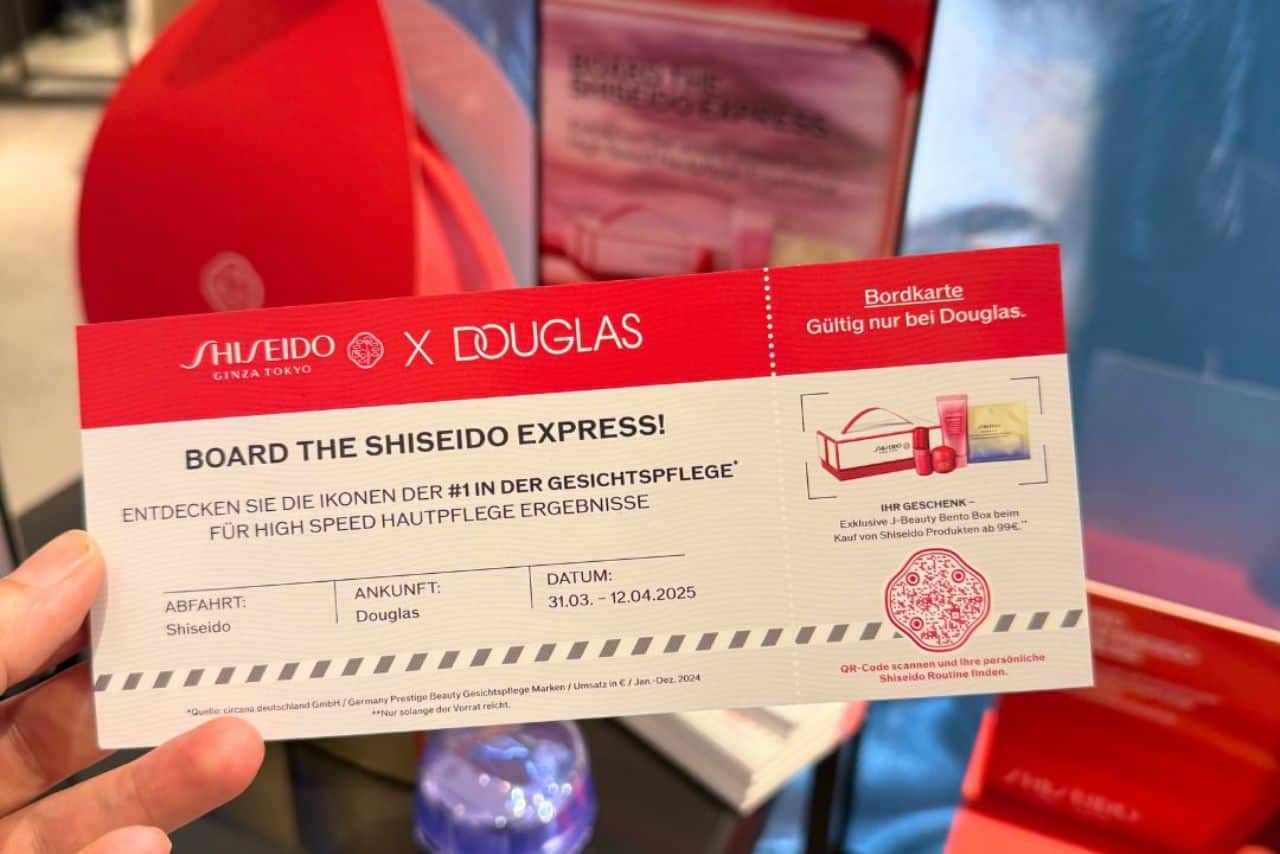 BOARD THE
SHISEIDO EXPRESS
SHISEIDO
GINZA TOKYO
X DOUGLAS
Bordkarte
Gültig nur bei Douglas.
BOARD THE SHISEIDO EXPRESS!
ENTDECKEN SIE DIE IKONEN DER #1 IN DER GESICHTSPFLEGE*
FÜR HIGH SPEED HAUTPFLEGE ERGEBNISSE
ABFAHRT:
Shiseido
ANKUNFT:
Douglas
DATUM:
31.03. – 12.04.2025
*Quelle: circana deutschland GmbH / Germany Prestige Beauty Gesichtspflege Marken / Umsatz in € / Jan.-Dez. 2024
**Nur solange der Vorrat reicht.
SHISEIDO
IHR GESCHENK –
Exklusive J-Beauty Bento Box beim
Kauf von Shiseido Produkten ab 99€.**
QR-Code scannen und Ihre persönliche
Shiseido Routine finden.
SHISEIDO